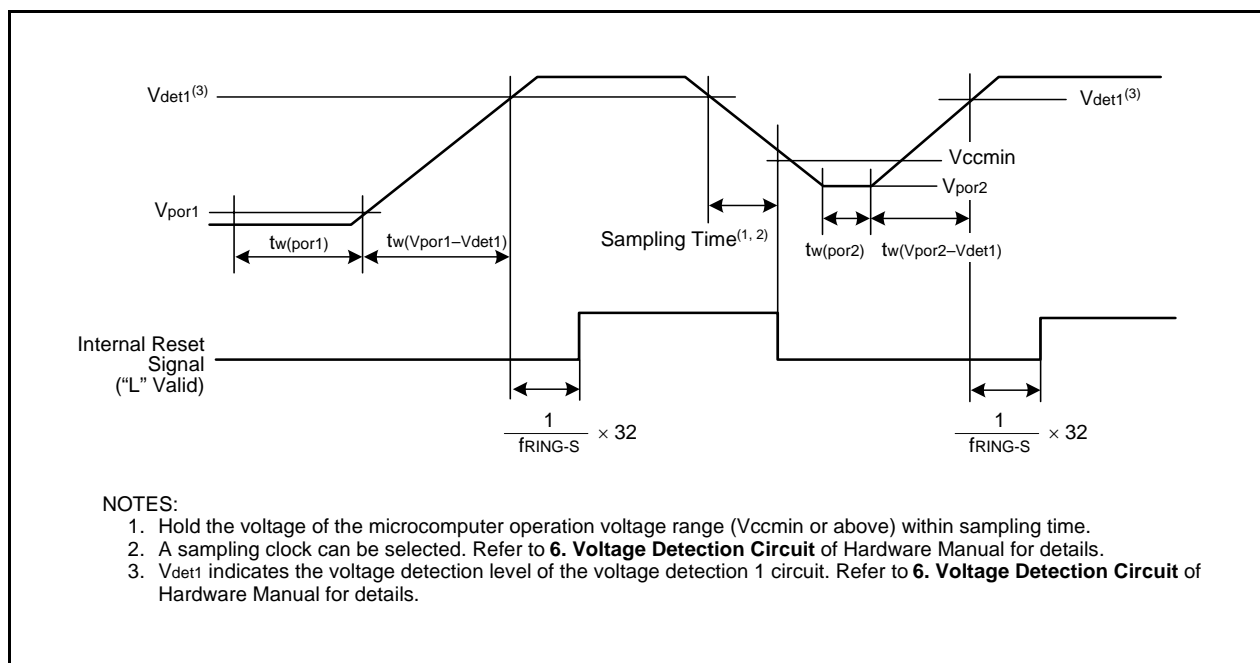 Vdet1(3)
Vdet1(3)
Vccmin
Vpor2
Vpor1
tw(por1)
tw(Vpor1–Vdet1)
Sampling Time(1, 2)
tw(por2)
tw(Vpor2–Vdet1)
Internal Reset
Signal
(“L” Valid)
1
fRING-S
× 32
1
fRING-S
× 32
NOTES:
1. Hold the voltage of the microcomputer operation voltage range (Vccmin or above) within sampling time.
2. A sampling clock can be selected. Refer to 6. Voltage Detection Circuit of Hardware Manual for details.
3. Vdet1 indicates the voltage detection level of the voltage detection 1 circuit. Refer to 6. Voltage Detection Circuit of
Hardware Manual for details.